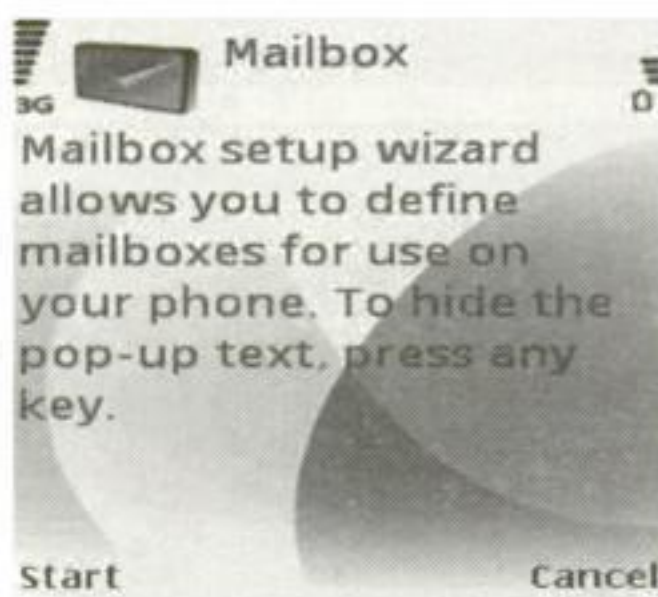 Mailbox
3G
Mailbox setup wizard
allows you to define
mailboxes for use on
your phone. To hide the
pop-up text, press any
key.
Start Cancel